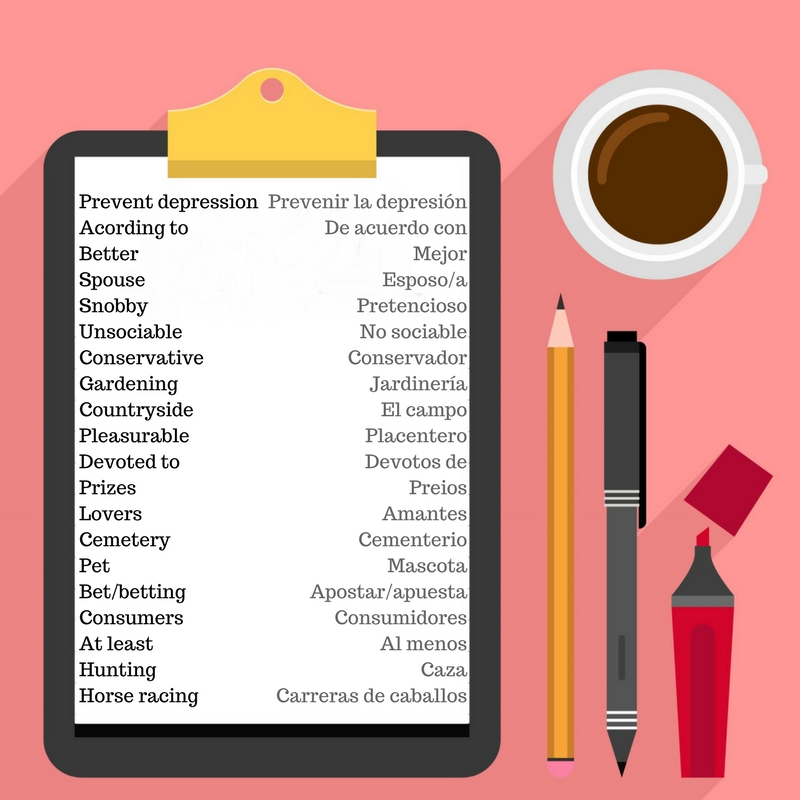 Prevent depression Prevenir la depresión
Acording to De acuerdo con
Better Mejor
Spouse Esposo/a
Snobby Pretencioso
Unsociable No sociable
Conservative Conservador
Gardening Jardinería
Countryside El campo
Pleasurable Placentero
Devoted to Devotos de
Prizes Preios
Lovers Amantes
Cemetery Cementerio
Pet Mascota
Bet/betting Apostar/apuesta
Consumers Consumidores
At least Al menos
Hunting Caza
Horse racing Carreras de caballos